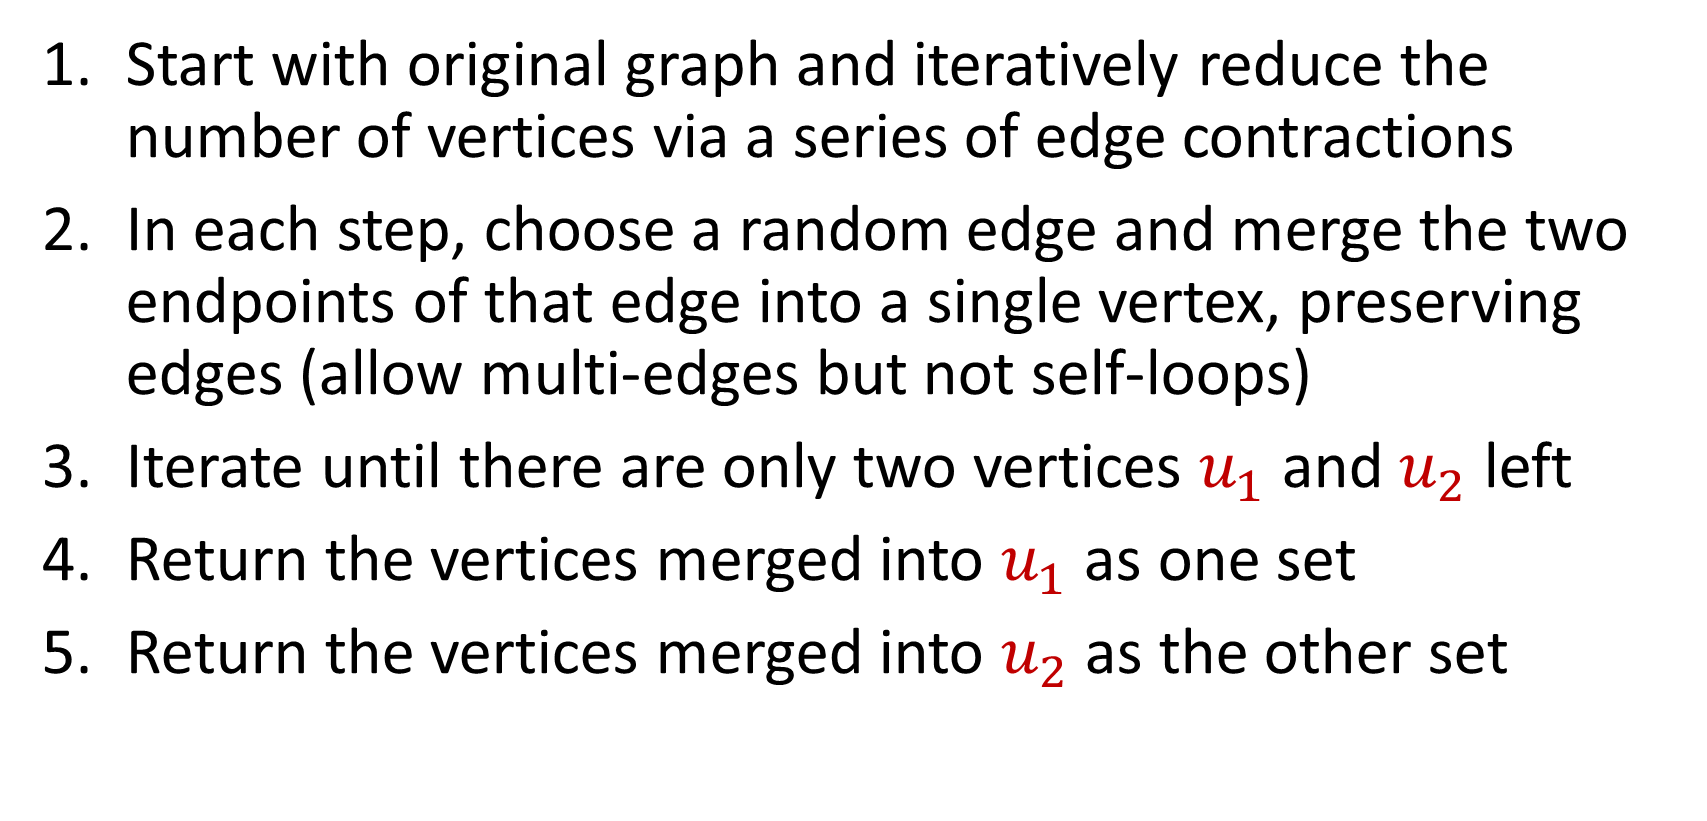 1. Start with original graph and iteratively reduce the
number of vertices via a series of edge contractions
2. In each step, choose a random edge and merge the two
endpoints of that edge into a single vertex, preserving
edges (allow multi-edges but not self-loops)
3. Iterate until there are only two vertices u₁ and u₂ left
4. Return the vertices merged into u₁ as one set
5. Return the vertices merged into u₂ as the other set